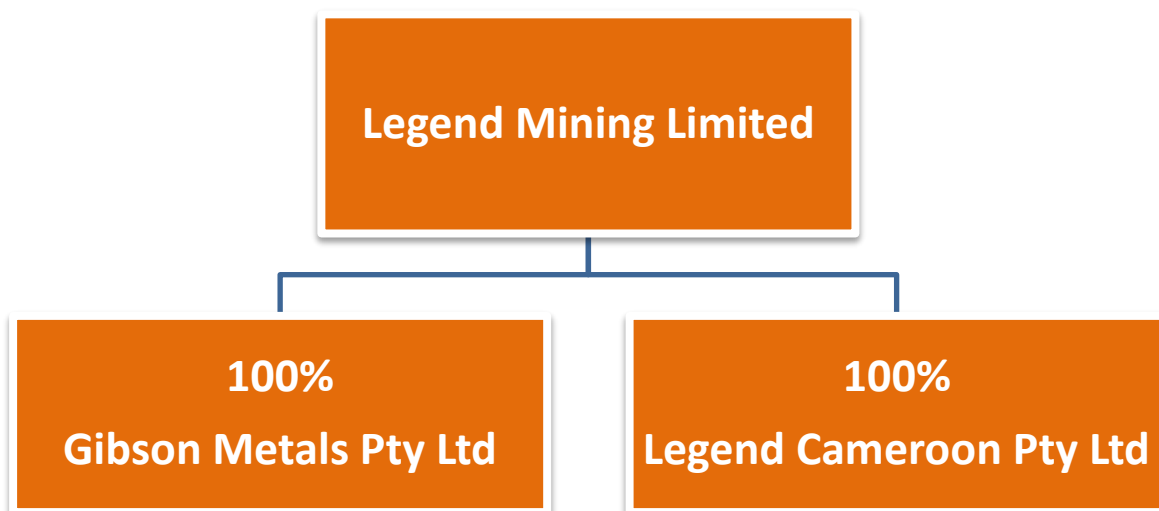 Legend Mining Limited
100%
Gibson Metals Pty Ltd
100%
Legend Cameroon Pty Ltd